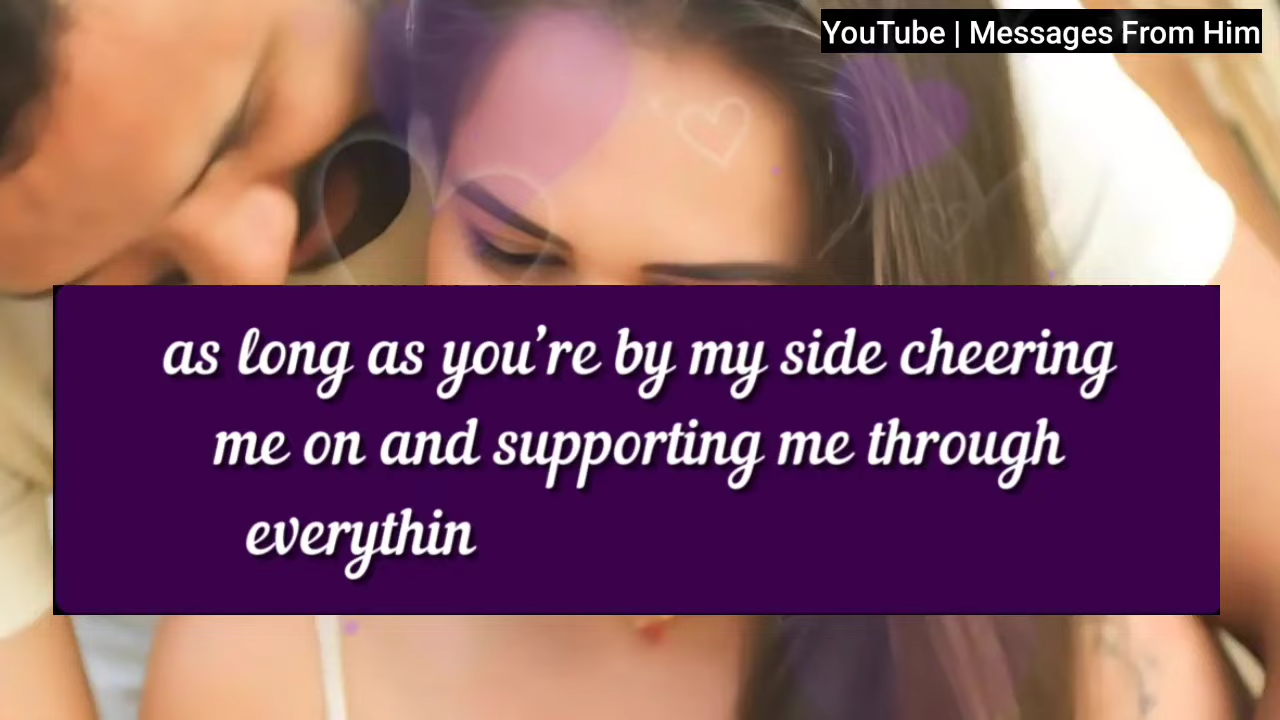 YouTube | Messages From Him
as long as you're by my side cheering
me on and supporting me through
everythin